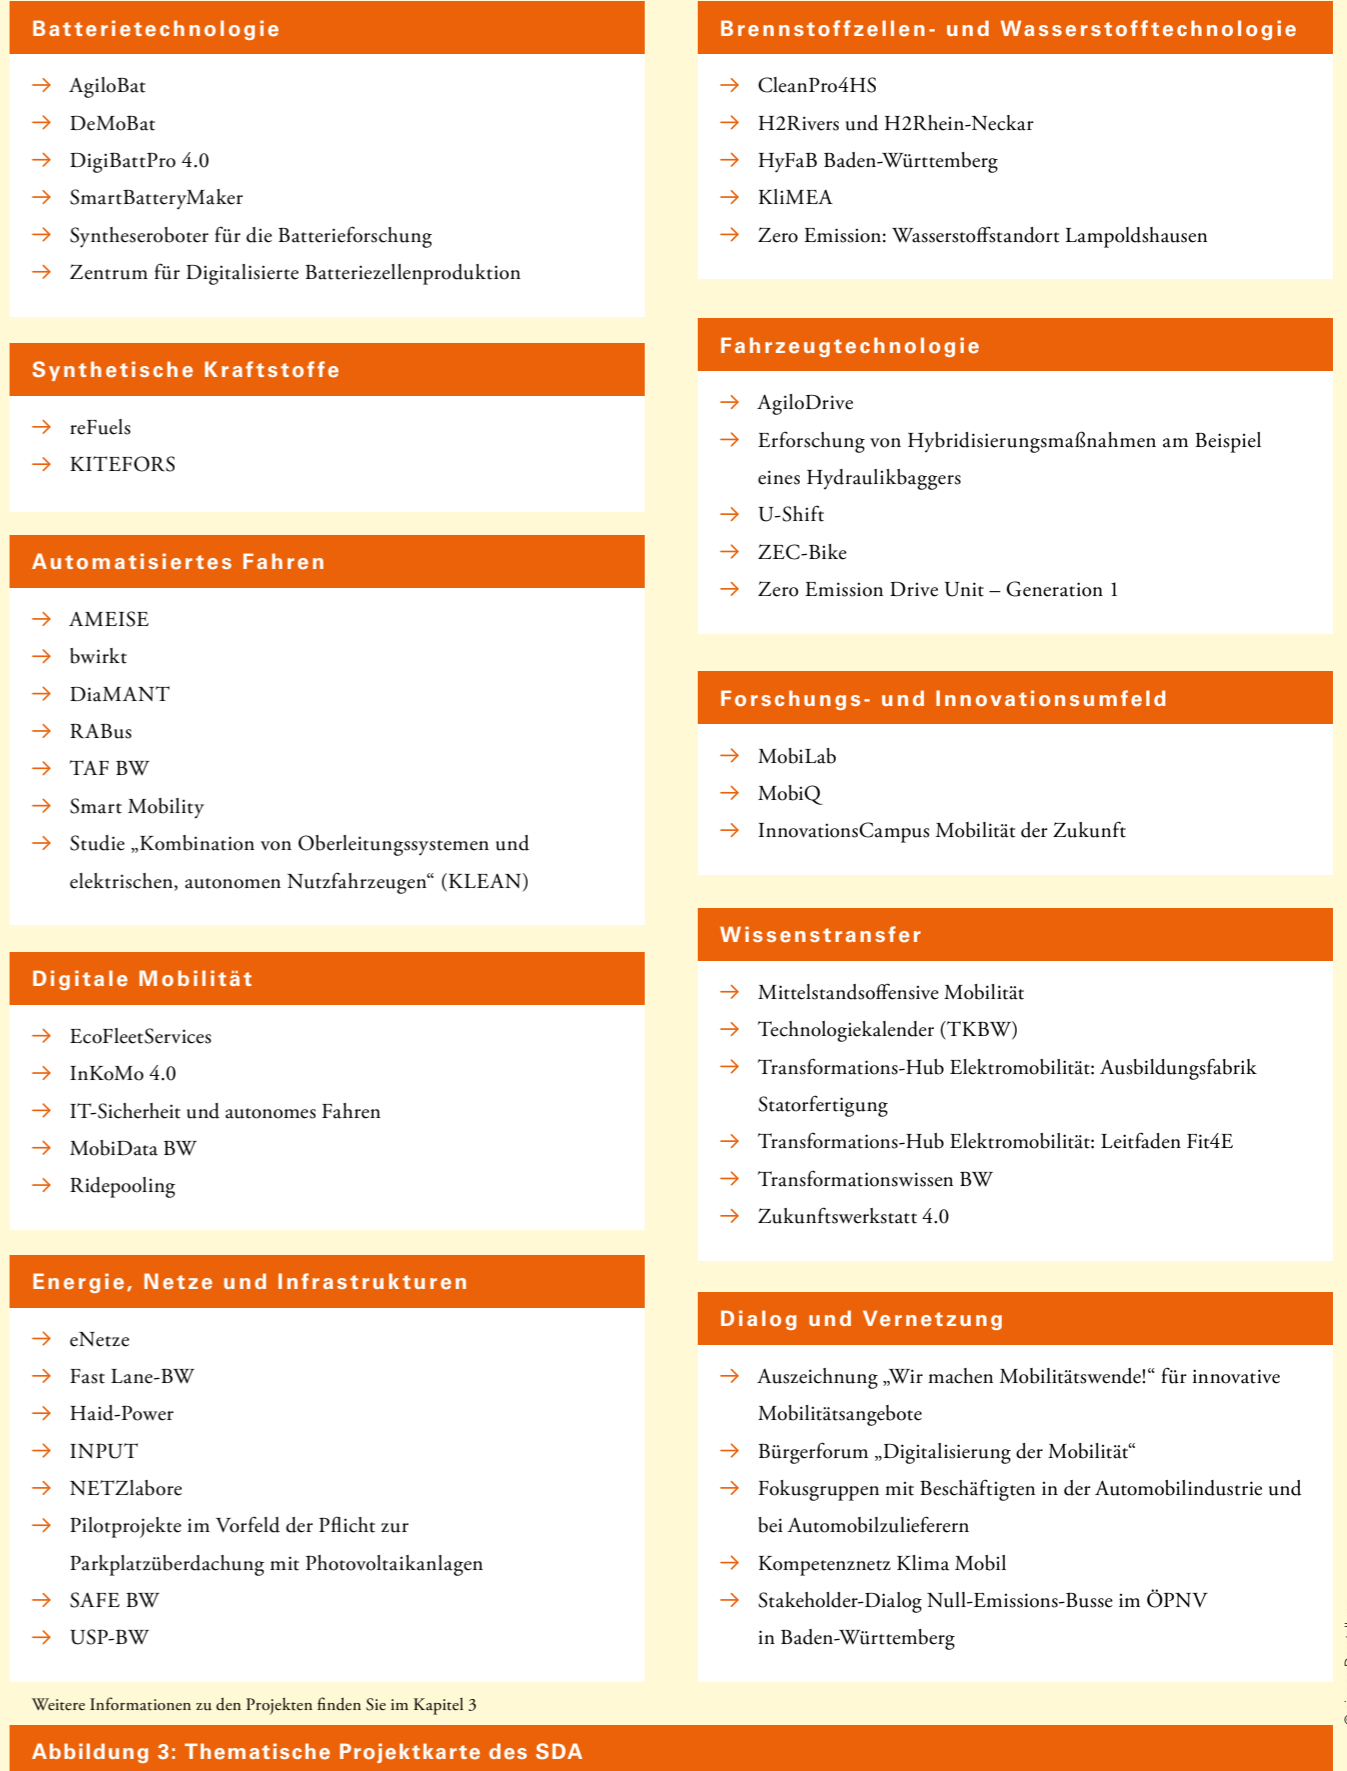 Batterietechnologie
→ AgiloBat
→ DeMoBat
→ DigiBattPro 4.0
→ SmartBatteryMaker
→ Syntheseroboter für die Batterieforschung
→ Zentrum für Digitalisierte Batteriezellenproduktion
Synthetische Kraftstoffe
→ reFuels
→ KITEFORS
Automatisiertes Fahren
→ AMEISE
→ bwirkt
→ DiaMANT
→ RABus
→ TAF BW
→ Smart Mobility
→ Studie „Kombination von Oberleitungssystemen und
elektrischen, autonomen Nutzfahrzeugen“ (KLEAN)
Digitale Mobilität
→ EcoFleetServices
→ InKoMo 4.0
→ IT-Sicherheit und autonomes Fahren
→ MobiData BW
→ Ridepooling
Energie, Netze und Infrastrukturen
→ eNetze
→ Fast Lane-BW
→ Haid-Power
→ INPUT
→ NETZlabore
→ Pilotprojekte im Vorfeld der Pflicht zur
Parkplatzüberdachung mit Photovoltaikanlagen
→ SAFE BW
→ USP-BW
Brennstoffzellen- und Wasserstofftechnologie
→ CleanPro4HS
→ H2Rivers und H2Rhein-Neckar
→ HyFaB Baden-Württemberg
→ KliMEA
→ Zero Emission: Wasserstoffstandort Lampoldshausen
Fahrzeugtechnologie
→ AgiloDrive
→ Erforschung von Hybridisierungsmaßnahmen am Beispiel
eines Hydraulikbaggers
→ U-Shift
→ ZEC-Bike
→ Zero Emission Drive Unit – Generation 1
Forschungs- und Innovationsumfeld
→ MobiLab
→ MobiQ
→ InnovationsCampus Mobilität der Zukunft
Wissenstransfer
→ Mittelstandsoffensive Mobilität
→ Technologiekalender (TKBW)
→ Transformations-Hub Elektromobilität: Ausbildungsfabrik
Statorfertigung
→ Transformations-Hub Elektromobilität: Leitfaden Fit4E
→ Transformationswissen BW
→ Zukunftswerkstatt 4.0
Dialog und Vernetzung
→ Auszeichnung „Wir machen Mobilitätswende!“ für innovative
Mobilitätsangebote
→ Bürgerforum „Digitalisierung der Mobilität“
→ Fokusgruppen mit Beschäftigten in der Automobilindustrie und
bei Automobilzulieferern
→ Kompetenznetz Klima Mobil
→ Stakeholder-Dialog Null-Emissions-Busse im ÖPNV
in Baden-Württemberg
Weitere Informationen zu den Projekten finden Sie im Kapitel 3
Abbildung 3: Thematische Projektkarte des SDA